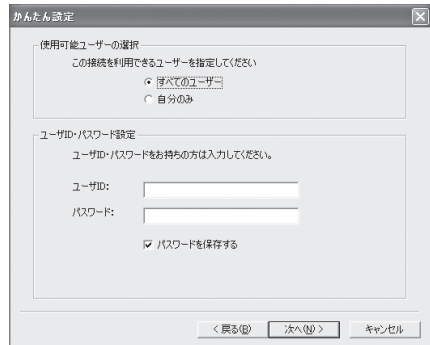 かんたん設定
使用可能ユーザーの選択
この接続を利用できるユーザーを指定してください
すべてのユーザー
自分のみ
ユーザID・パスワード設定
ユーザID・パスワードをお持ちの方は入力してください。
ユーザID:
パスワード:
パスワードを保存する
< 戻る(B) 次へ(N) > キャンセル